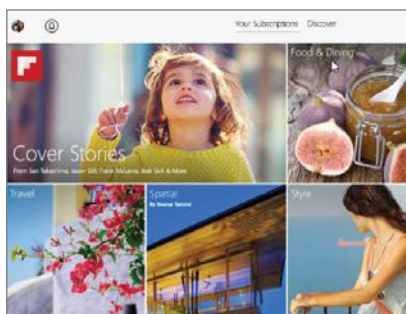 Your Subscriptions Discover
Food & Dining
Cover Stories
Travel
Spatial
Style